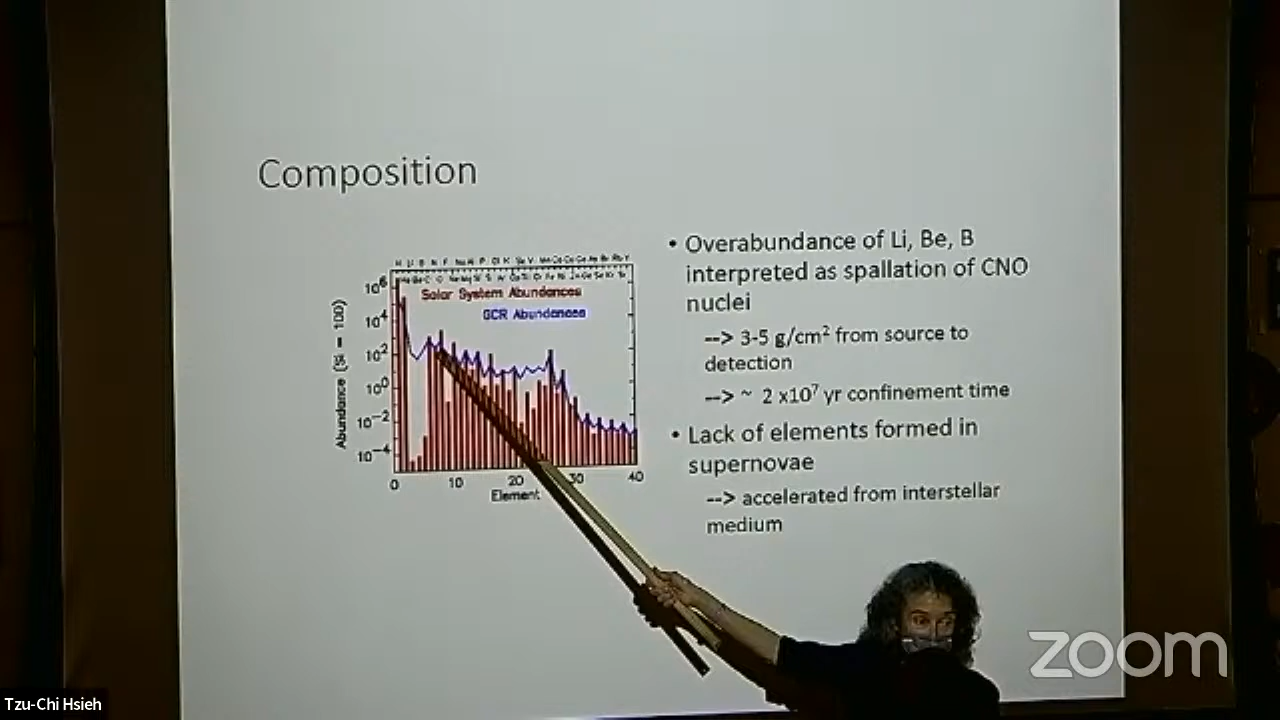 Composition
Solar System Abundances
GCR Abundances
Abundance (Si = 100)
10⁶
10⁴
10²
10⁰
10⁻²
10⁻⁴
0 10 20 30 40
Element
• Overabundance of Li, Be, B
interpreted as spallation of CNO
nuclei
--> 3-5 g/cm² from source to
detection
--> ~ 2 x10⁷ yr confinement time
• Lack of elements formed in
supernovae
--> accelerated from interstellar
medium
zoom
Tzu-Chi Hsieh